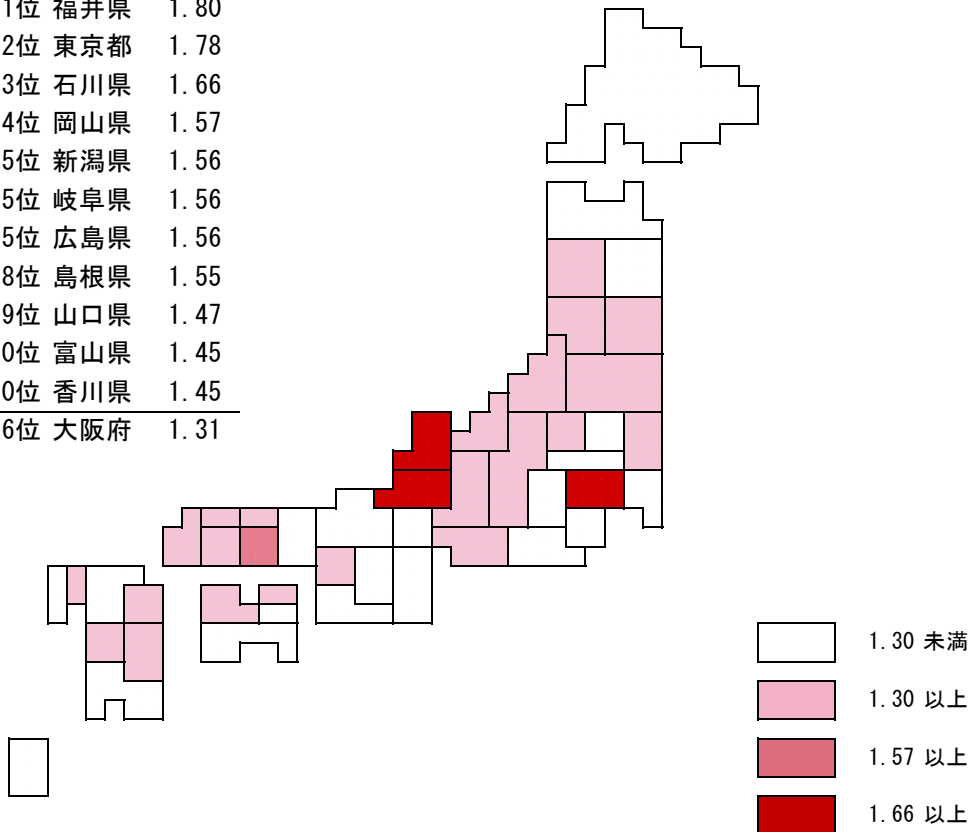 1位 福井県 1.80
2位 東京都 1.78
3位 石川県 1.66
4位 岡山県 1.57
5位 新潟県 1.56
5位 岐阜県 1.56
5位 広島県 1.56
8位 島根県 1.55
9位 山口県 1.47
0位 富山県 1.45
0位 香川県 1.45
6位 大阪府 1.31
1.30 未満
1.30 以上
1.57 以上
1.66 以上